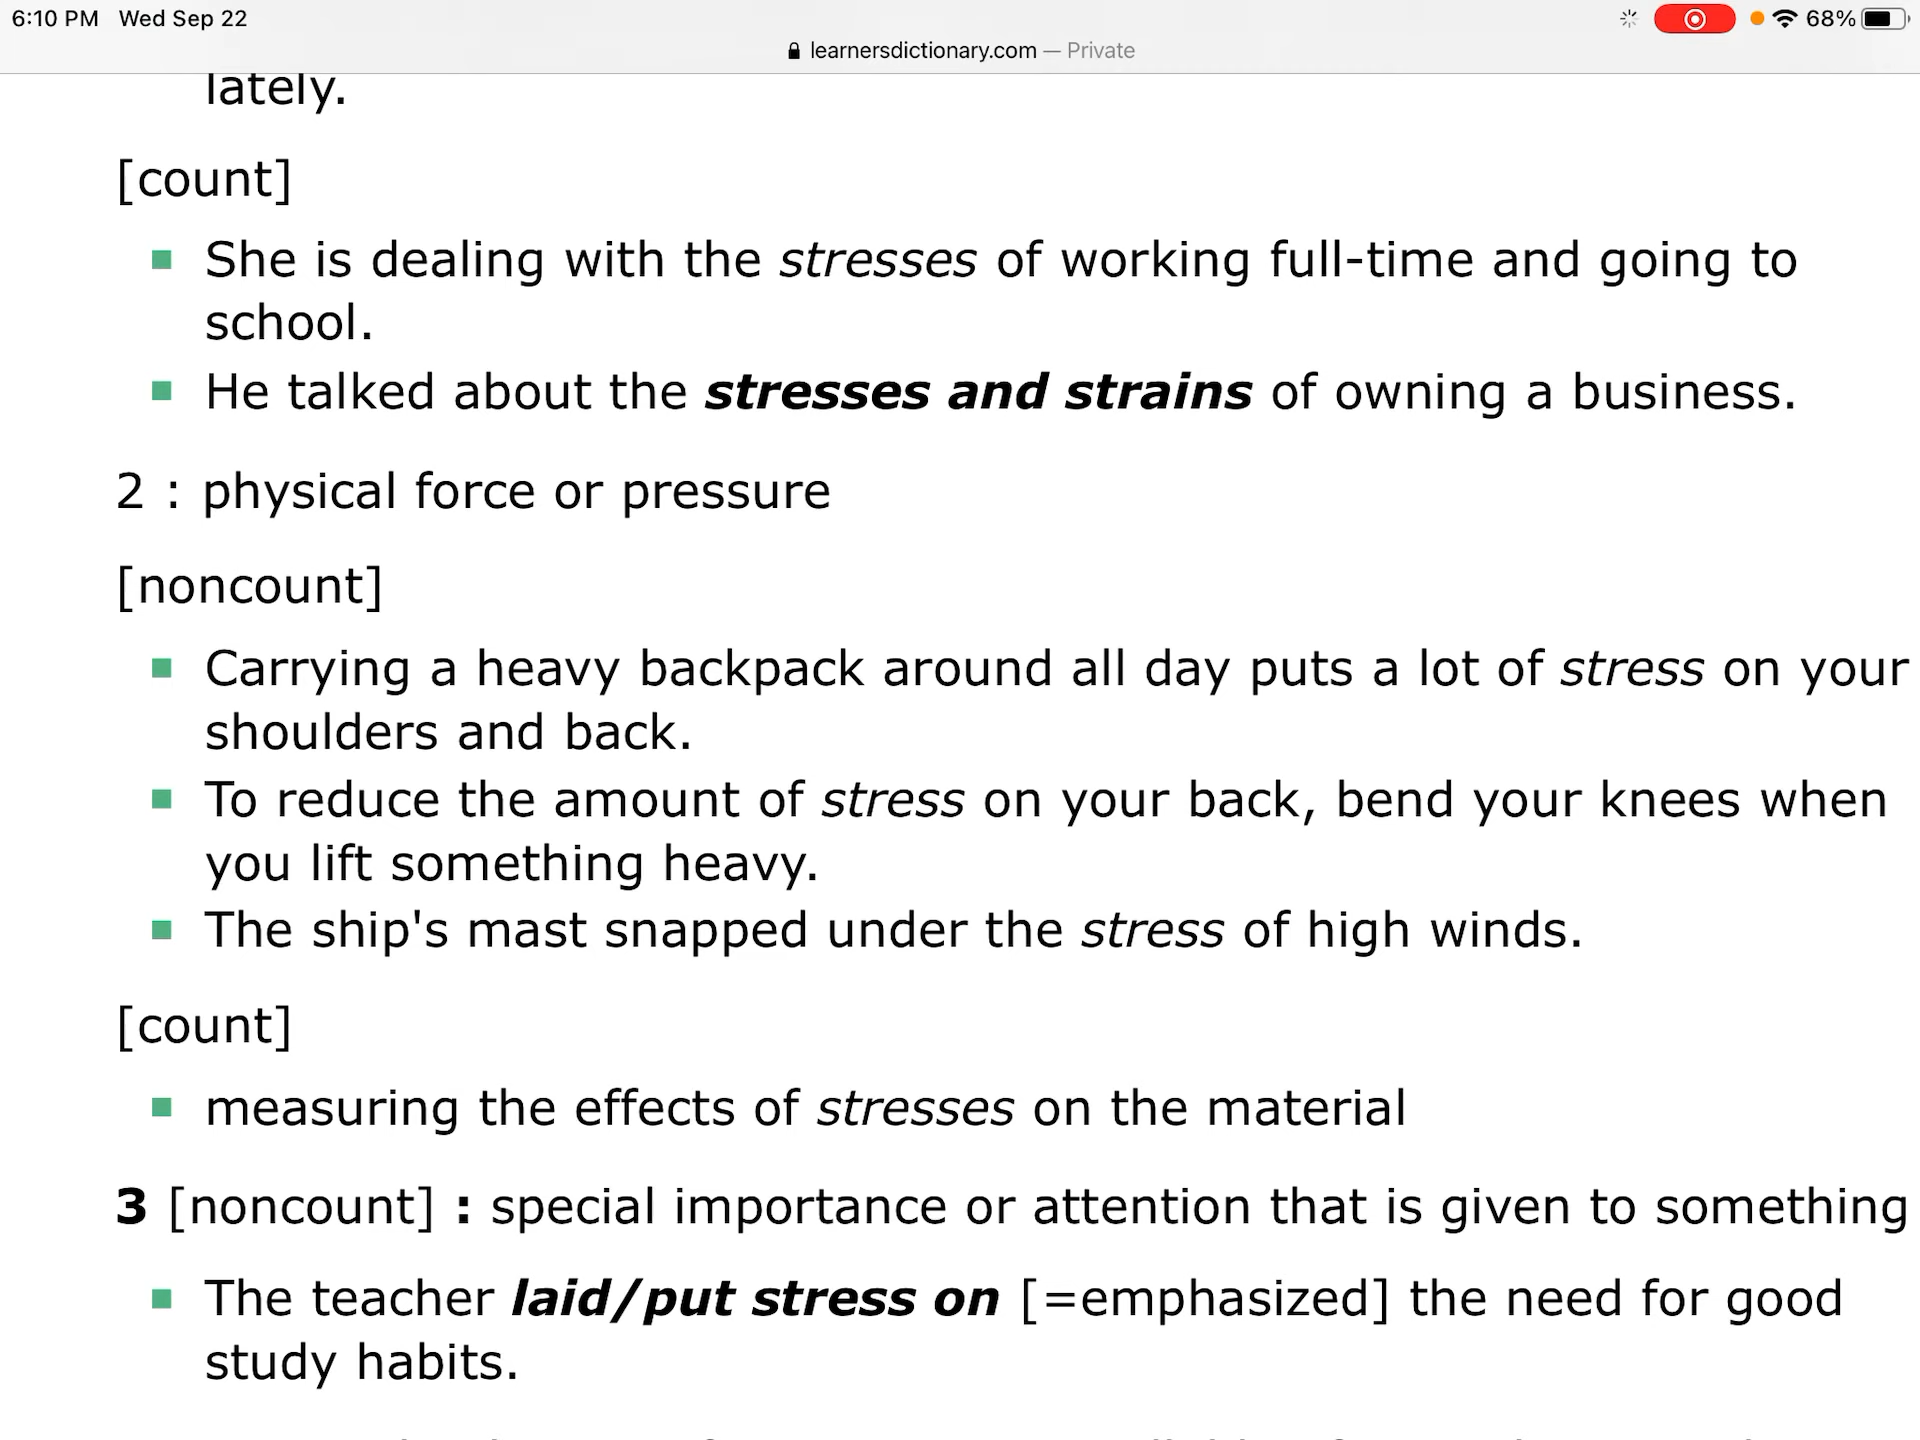 6:10 PM Wed Sep 22
68%
learnersdictionary.com — Private
lately.
[count]
She is dealing with the stresses of working full-time and going to
school.
He talked about the stresses and strains of owning a business.
2 : physical force or pressure
[noncount]
Carrying a heavy backpack around all day puts a lot of stress on your
shoulders and back.
To reduce the amount of stress on your back, bend your knees when
you lift something heavy.
The ship's mast snapped under the stress of high winds.
[count]
measuring the effects of stresses on the material
3 [noncount] : special importance or attention that is given to something
The teacher laid/put stress on [=emphasized] the need for good
study habits.